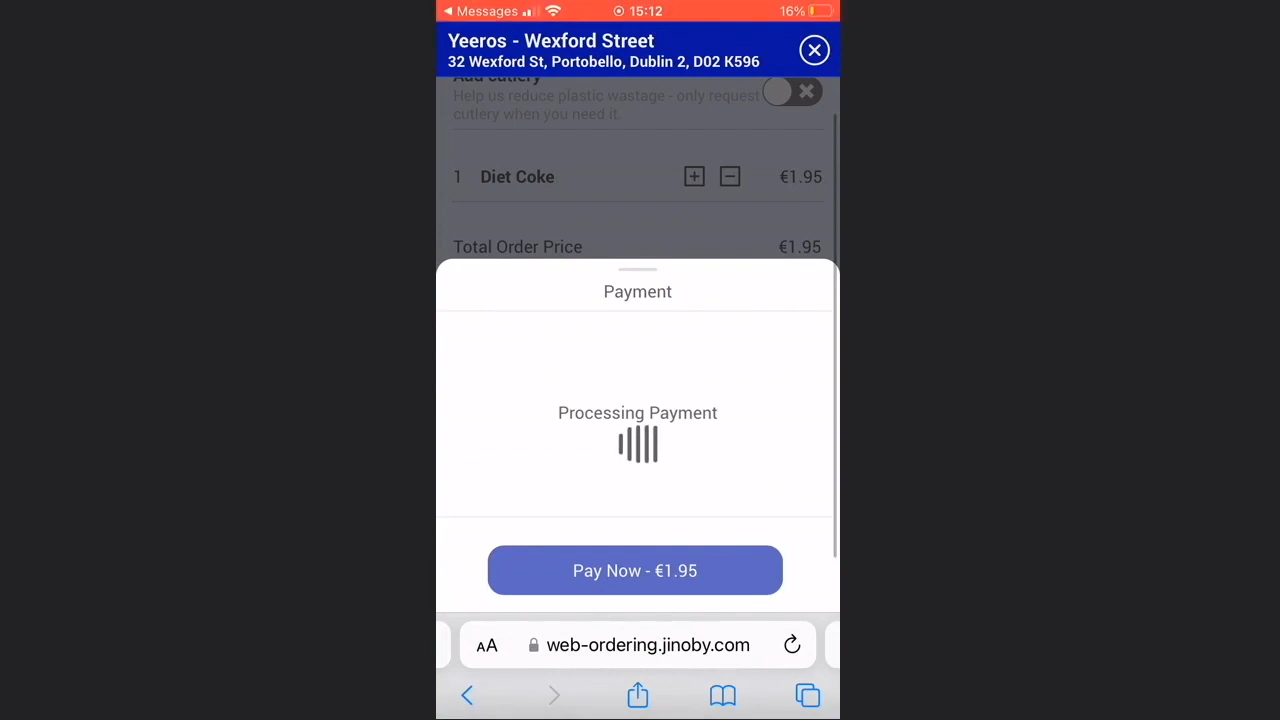 Messages 15:12 16%
Yeeros - Wexford Street
32 Wexford St, Portobello, Dublin 2, D02 K596
Add cutlery
Help us reduce plastic wastage - only request
cutlery when you need it.
1 Diet Coke €1.95
Total Order Price €1.95
Payment
Processing Payment
Pay Now - €1.95
AA web-ordering.jinoby.com